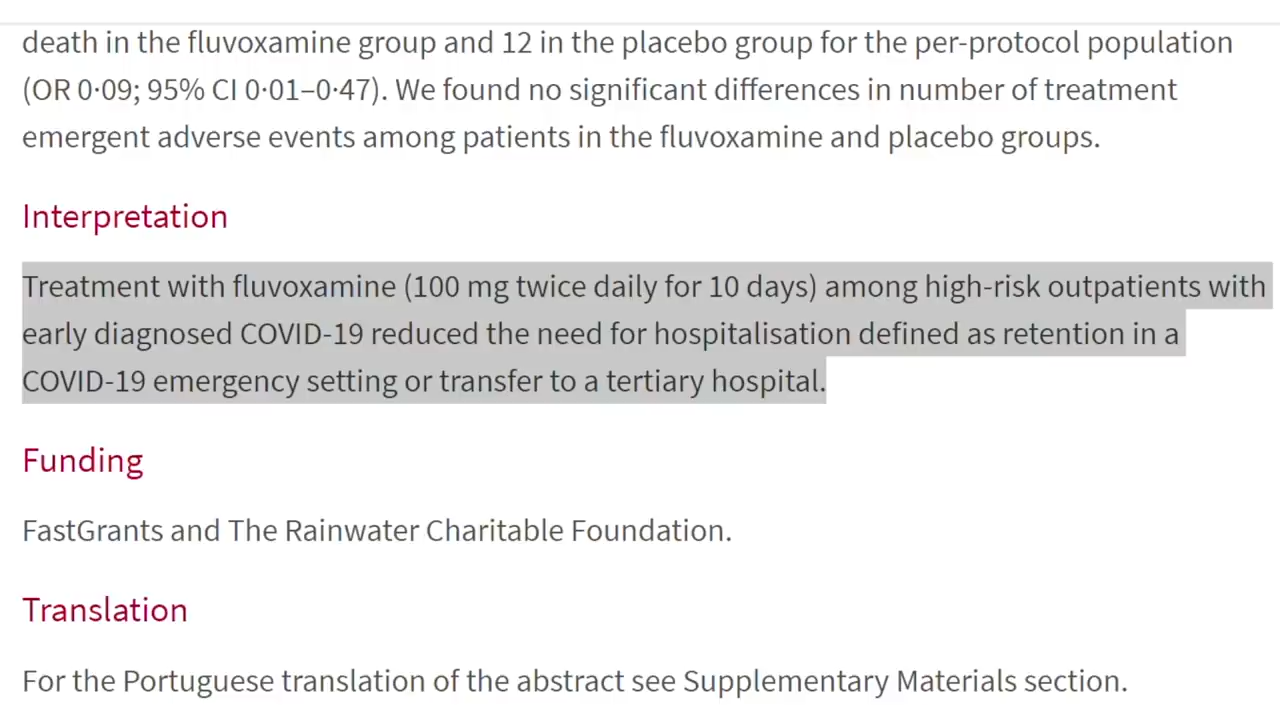 death in the fluvoxamine group and 12 in the placebo group for the per-protocol population
(OR 0·09; 95% CI 0·01–0·47). We found no significant differences in number of treatment
emergent adverse events among patients in the fluvoxamine and placebo groups.
Interpretation
Treatment with fluvoxamine (100 mg twice daily for 10 days) among high-risk outpatients with
early diagnosed COVID-19 reduced the need for hospitalisation defined as retention in a
COVID-19 emergency setting or transfer to a tertiary hospital.
Funding
FastGrants and The Rainwater Charitable Foundation.
Translation
For the Portuguese translation of the abstract see Supplementary Materials section.